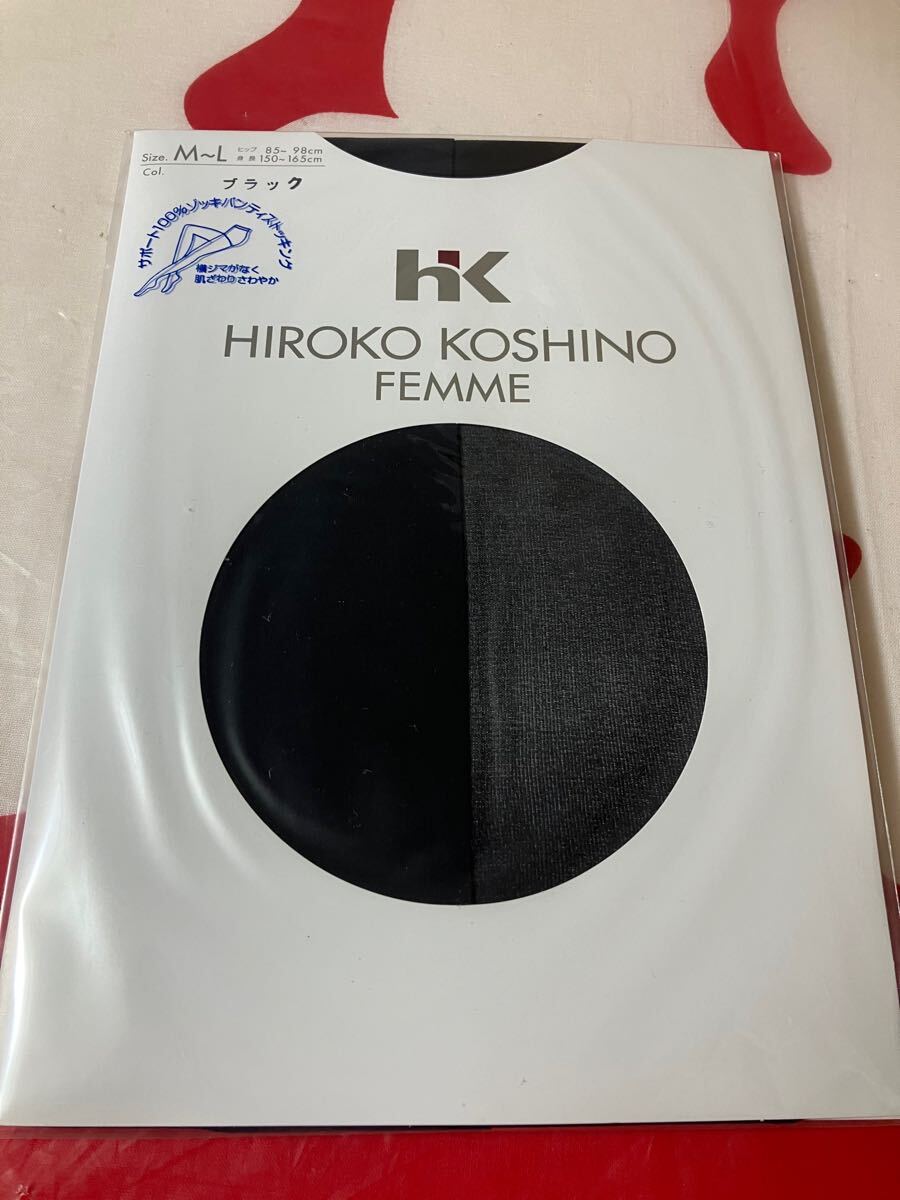 Size. M~L ヒップ 85~ 98cm
身長 150~165cm
Col.
ブラック
サポート100%ゾッキパンティストッキング
横ジマがなく
肌ざわりさわやか
hK
HIROKO KOSHINO
FEMME